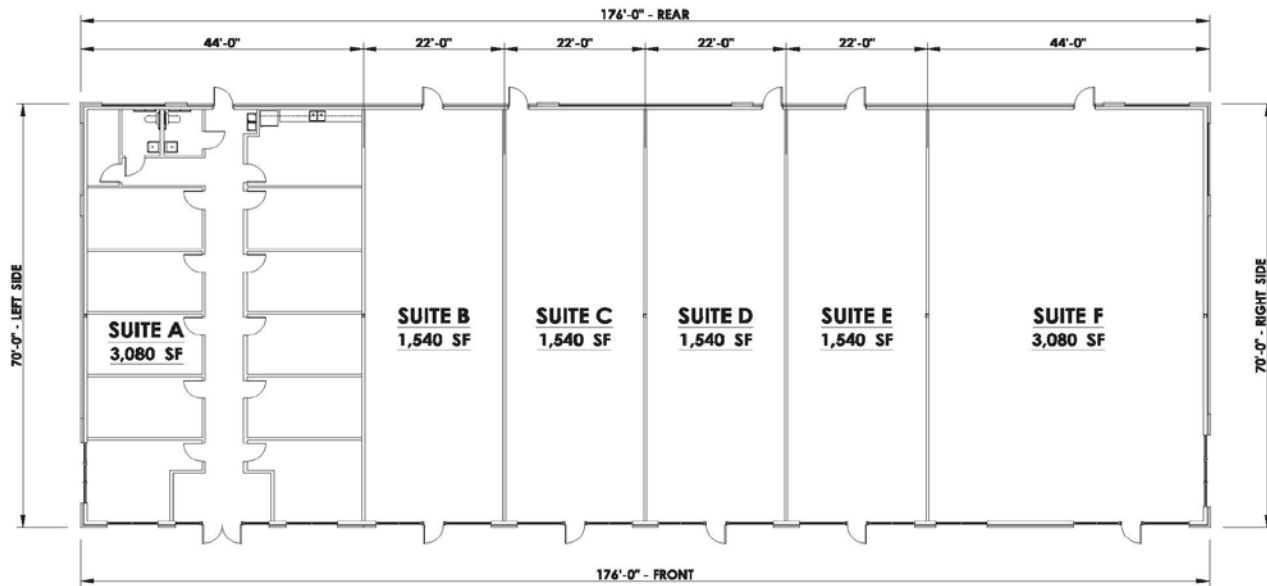 176'-0" - REAR
44'-0" 22'-0" 22'-0" 22'-0" 22'-0" 44'-0"
70'-0" - LEFT SIDE
SUITE A
3,080 SF
SUITE B
1,540 SF
SUITE C
1,540 SF
SUITE D
1,540 SF
SUITE E
1,540 SF
SUITE F
3,080 SF
70'-0" - RIGHT SIDE
176'-0" - FRONT